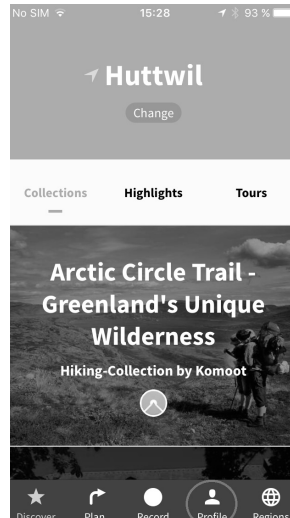 No SIM 15:28 93 %
Huttwil
Change
Collections Highlights Tours
Arctic Circle Trail -
Greenland's Unique
Wilderness
Hiking-Collection by Komoot
Discover Plan Record Profile Regions